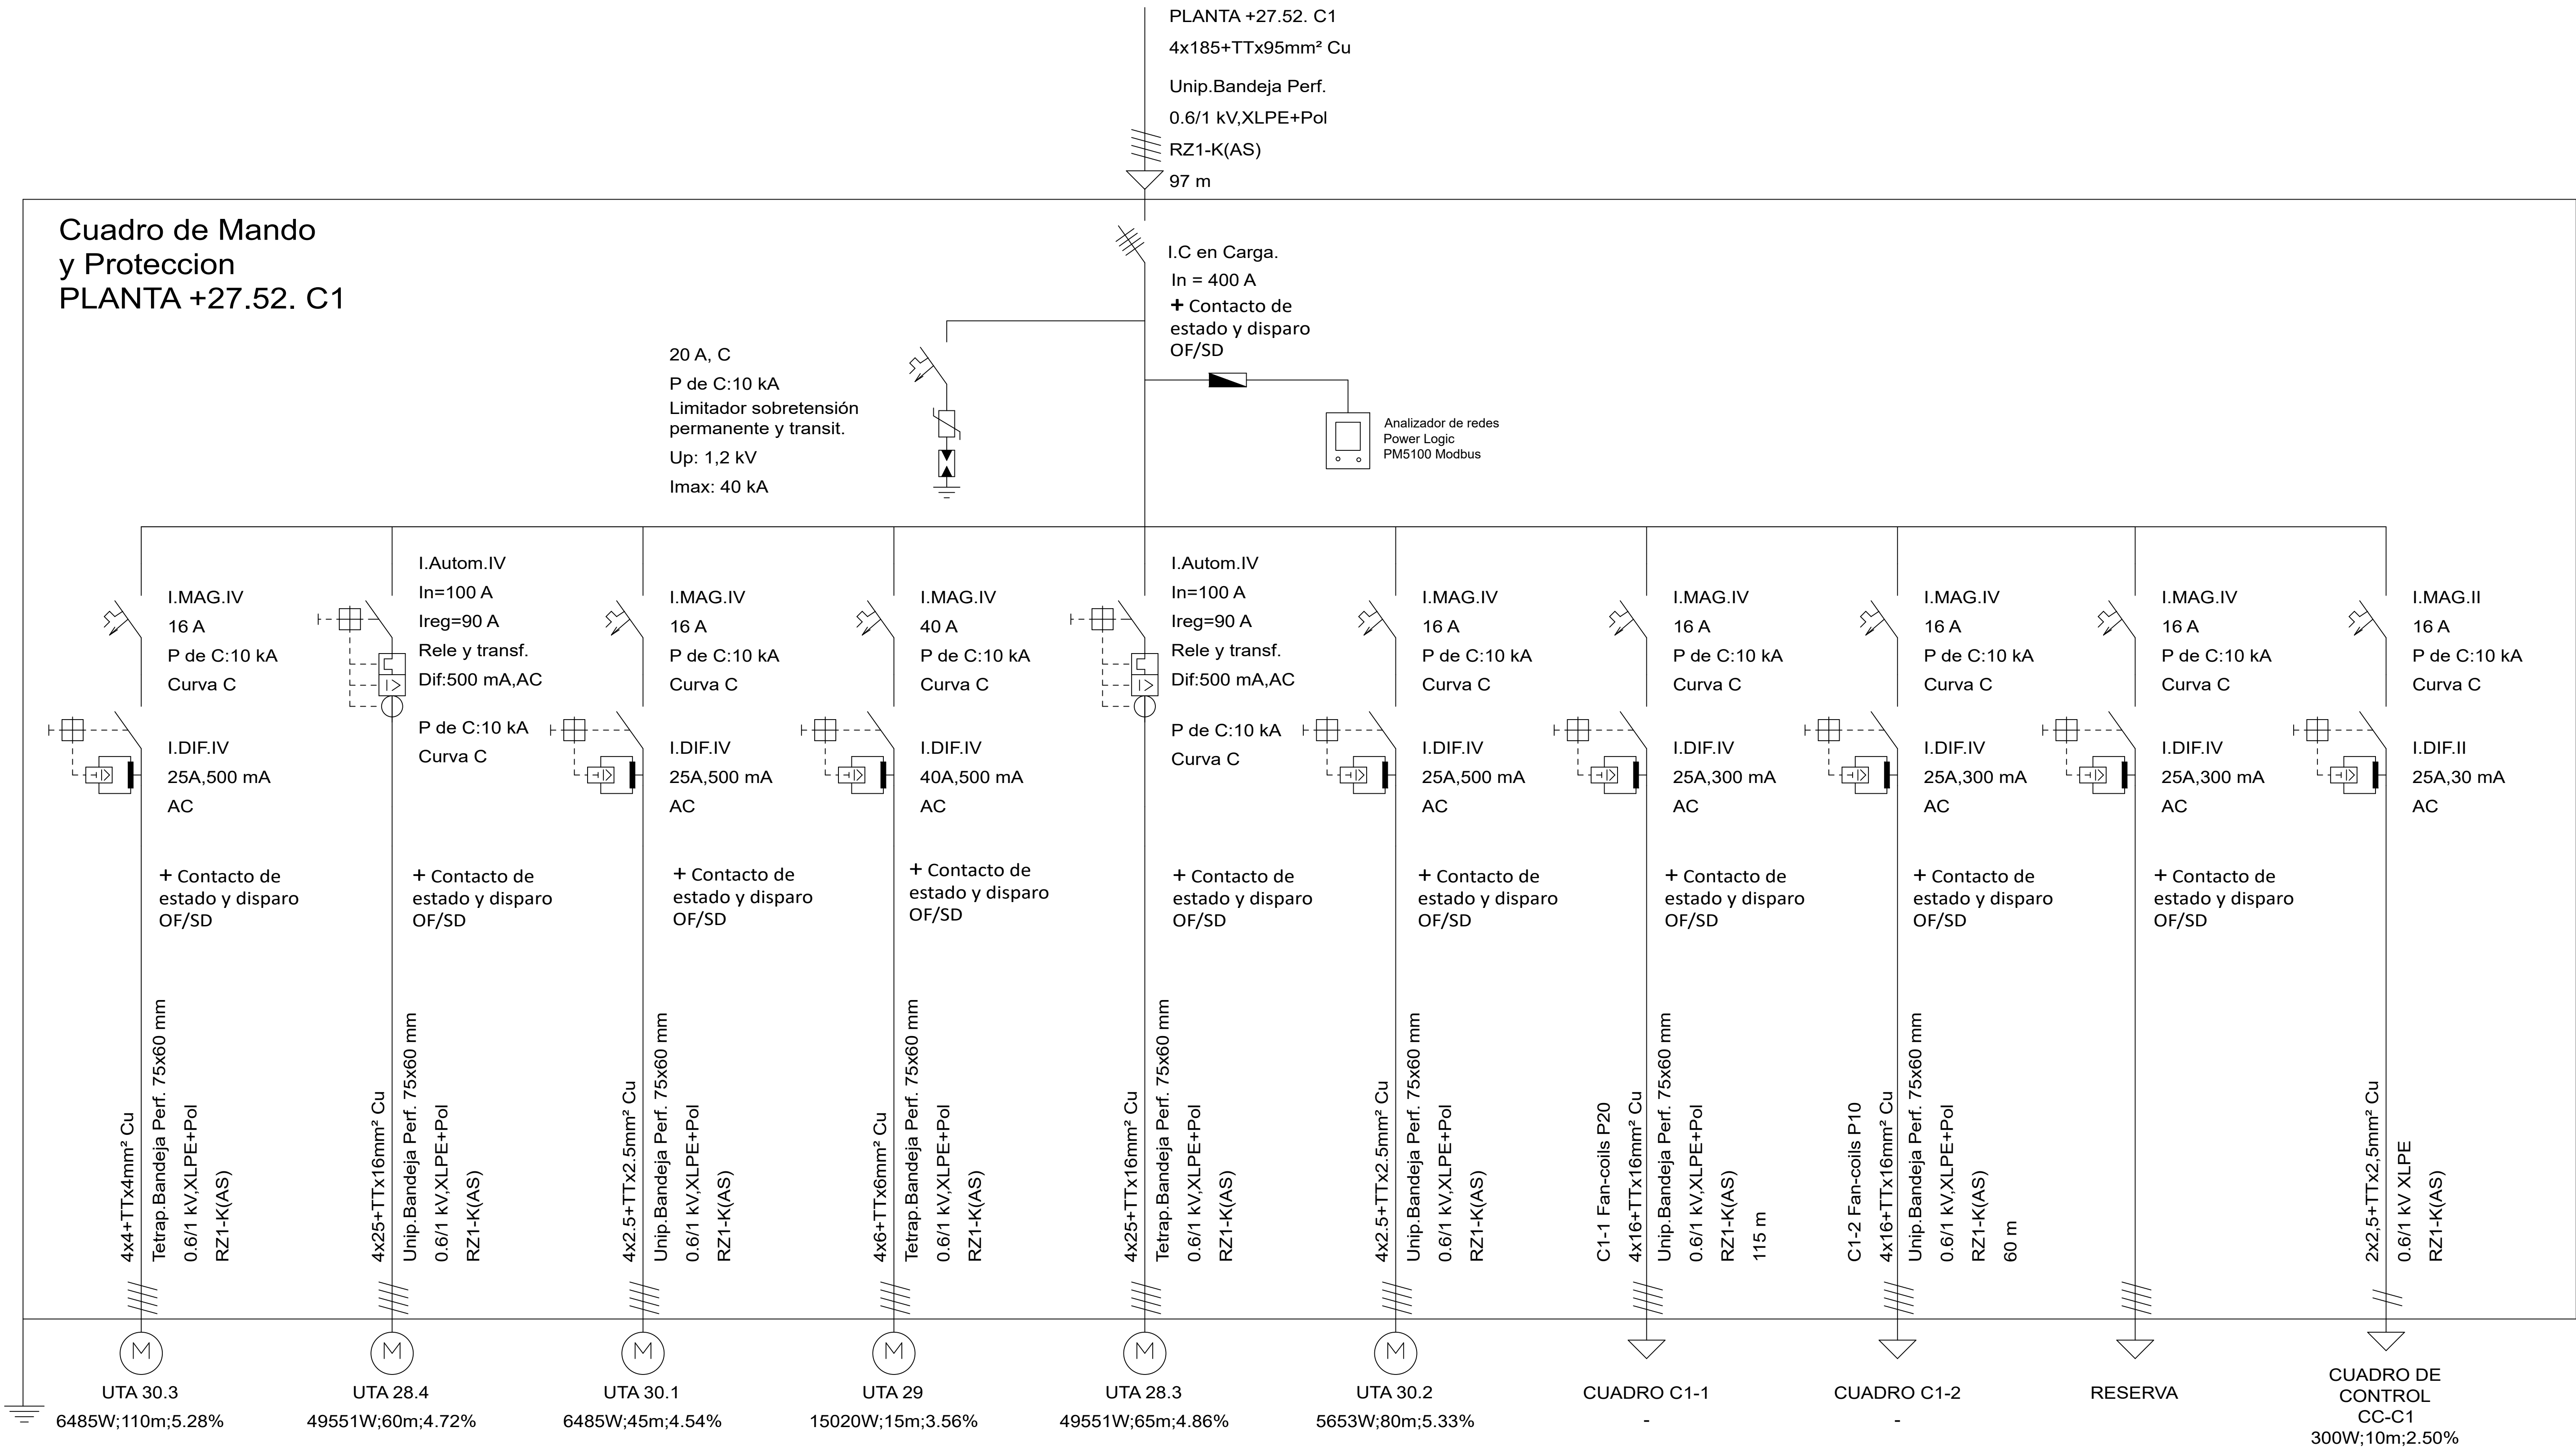 PLANTA +27.52. C1
4x185+TTx95mm² Cu
Unip.Bandeja Perf.
0.6/1 kV,XLPE+Pol
RZ1-K(AS)
97 m
Cuadro de Mando
y Proteccion
PLANTA +27.52. C1
I.C en Carga.
In = 400 A
+ Contacto de
estado y disparo
OF/SD
20 A, C
P de C:10 kA
Limitador sobretensión
permanente y transit.
Up: 1,2 kV
Imax: 40 kA
Analizador de redes
Power Logic
PM5100 Modbus
I.MAG.IV
16 A
P de C:10 kA
Curva C
I.DIF.IV
25A,500 mA
AC
+ Contacto de
estado y disparo
OF/SD
4x4+TTx4mm² Cu
Tetrap.Bandeja Perf. 75x60 mm
0.6/1 kV,XLPE+Pol
RZ1-K(AS)
M
UTA 30.3
6485W;110m;5.28%
I.Autom.IV
In=100 A
Ireg=90 A
Rele y transf.
Dif:500 mA,AC
P de C:10 kA
Curva C
+ Contacto de
estado y disparo
OF/SD
4x25+TTx16mm² Cu
Unip.Bandeja Perf. 75x60 mm
0.6/1 kV,XLPE+Pol
RZ1-K(AS)
M
UTA 28.4
49551W;60m;4.72%
I.MAG.IV
16 A
P de C:10 kA
Curva C
I.DIF.IV
25A,500 mA
AC
+ Contacto de
estado y disparo
OF/SD
4x2.5+TTx2.5mm² Cu
Unip.Bandeja Perf. 75x60 mm
0.6/1 kV,XLPE+Pol
RZ1-K(AS)
M
UTA 30.1
6485W;45m;4.54%
I.MAG.IV
40 A
P de C:10 kA
Curva C
I.DIF.IV
40A,500 mA
AC
+ Contacto de
estado y disparo
OF/SD
4x6+TTx6mm² Cu
Tetrap.Bandeja Perf. 75x60 mm
0.6/1 kV,XLPE+Pol
RZ1-K(AS)
M
UTA 29
15020W;15m;3.56%
I.Autom.IV
In=100 A
Ireg=90 A
Rele y transf.
Dif:500 mA,AC
P de C:10 kA
Curva C
+ Contacto de
estado y disparo
OF/SD
4x25+TTx16mm² Cu
Tetrap.Bandeja Perf. 75x60 mm
0.6/1 kV,XLPE+Pol
RZ1-K(AS)
M
UTA 28.3
49551W;65m;4.86%
I.MAG.IV
16 A
P de C:10 kA
Curva C
I.DIF.IV
25A,500 mA
AC
+ Contacto de
estado y disparo
OF/SD
4x2.5+TTx2.5mm² Cu
Unip.Bandeja Perf. 75x60 mm
0.6/1 kV,XLPE+Pol
RZ1-K(AS)
M
UTA 30.2
5653W;80m;5.33%
I.MAG.IV
16 A
P de C:10 kA
Curva C
I.DIF.IV
25A,300 mA
AC
+ Contacto de
estado y disparo
OF/SD
C1-1 Fan-coils P20
4x16+TTx16mm² Cu
Unip.Bandeja Perf. 75x60 mm
0.6/1 kV,XLPE+Pol
RZ1-K(AS)
115 m
CUADRO C1-1
-
I.MAG.IV
16 A
P de C:10 kA
Curva C
I.DIF.IV
25A,300 mA
AC
+ Contacto de
estado y disparo
OF/SD
C1-2 Fan-coils P10
4x16+TTx16mm² Cu
Unip.Bandeja Perf. 75x60 mm
0.6/1 kV,XLPE+Pol
RZ1-K(AS)
60 m
CUADRO C1-2
-
I.MAG.IV
16 A
P de C:10 kA
Curva C
I.DIF.IV
25A,300 mA
AC
+ Contacto de
estado y disparo
OF/SD
RESERVA
I.MAG.II
16 A
P de C:10 kA
Curva C
I.DIF.II
25A,30 mA
AC
2x2,5+TTx2,5mm² Cu
0.6/1 kV XLPE
RZ1-K(AS)
CUADRO DE
CONTROL
CC-C1
300W;10m;2.50%